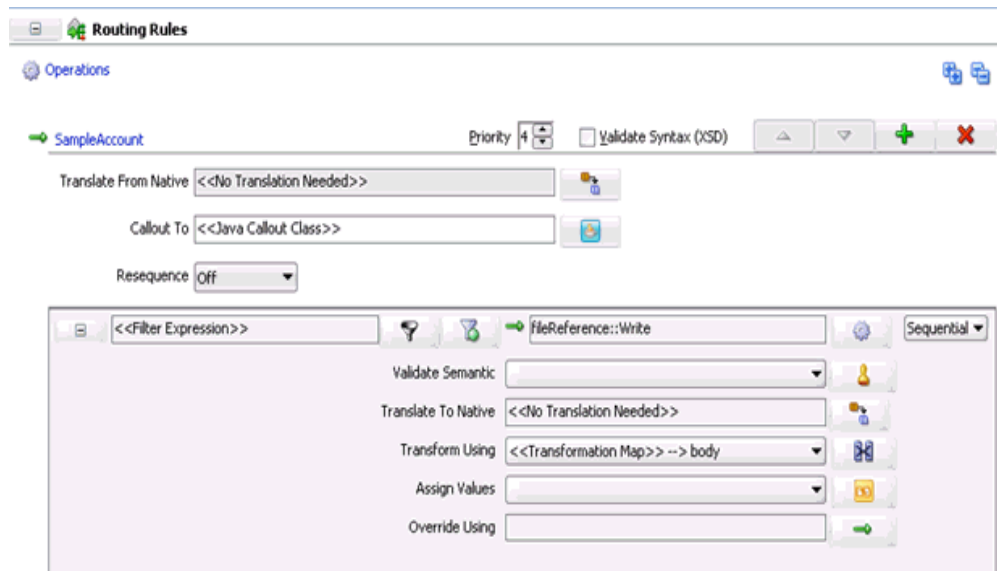 Routing Rules
Operations
SampleAccount Priority 4 Validate Syntax (XSD)
Translate From Native <<No Translation Needed>>
Callout To <<Java Callout Class>>
Resequence Off
<<Filter Expression>> fileReference::Write Sequential
Validate Semantic
Translate To Native <<No Translation Needed>>
Transform Using <<Transformation Map>> --> body
Assign Values
Override Using